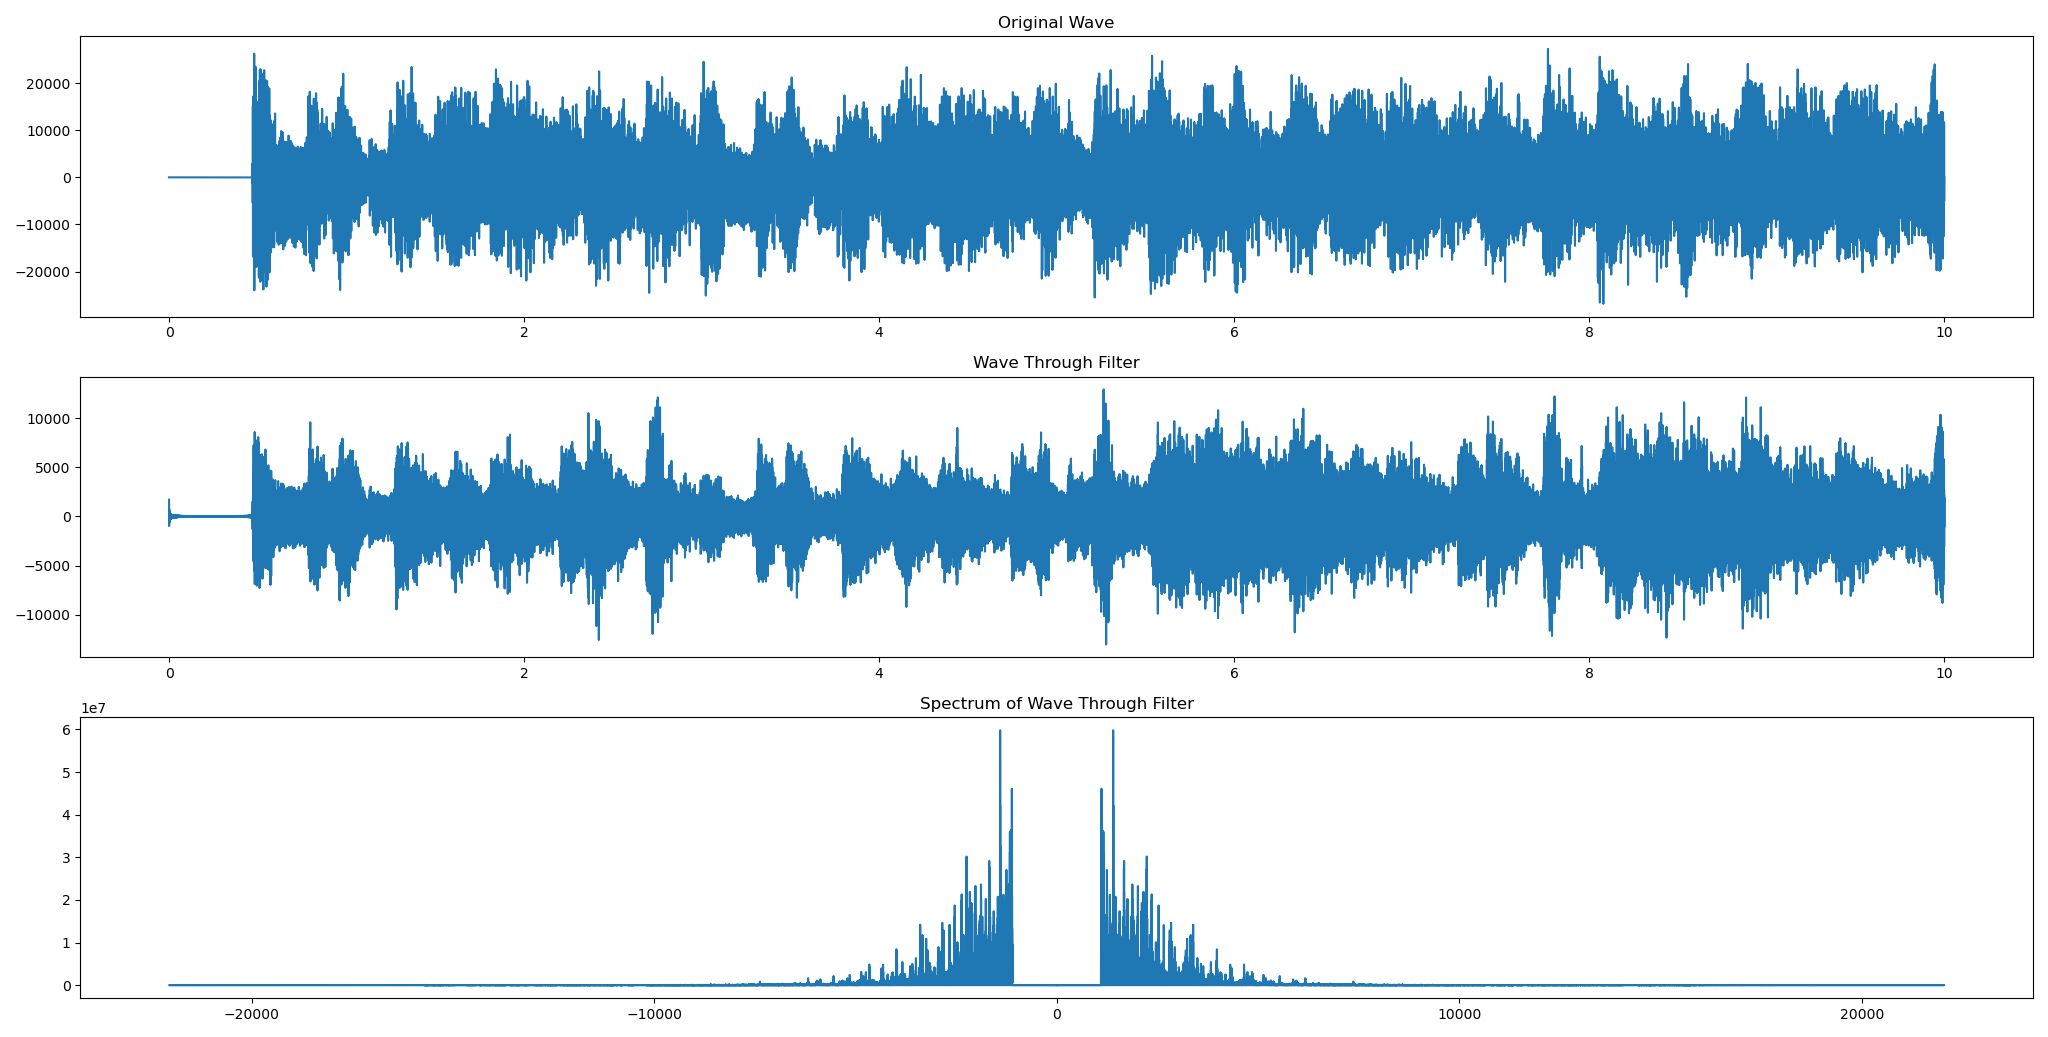 Original Wave
20000
10000
0
−10000
−20000
0 2 4 6 8 10
Wave Through Filter
10000
5000
0
−5000
−10000
0 2 4 6 8 10
Spectrum of Wave Through Filter
1e7
6
5
4
3
2
1
0
−20000 −10000 0 10000 20000